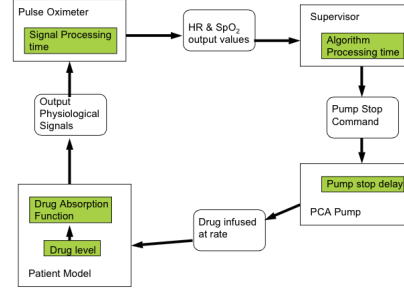 Pulse Oximeter
Signal Processing
time
HR & SpO₂
output values
Supervisor
Algorithm
Processing time
Output
Physiological
Signals
Pump Stop
Command
Drug Absorption
Function
Drug level
Patient Model
Drug infused
at rate
Pump stop delay
PCA Pump